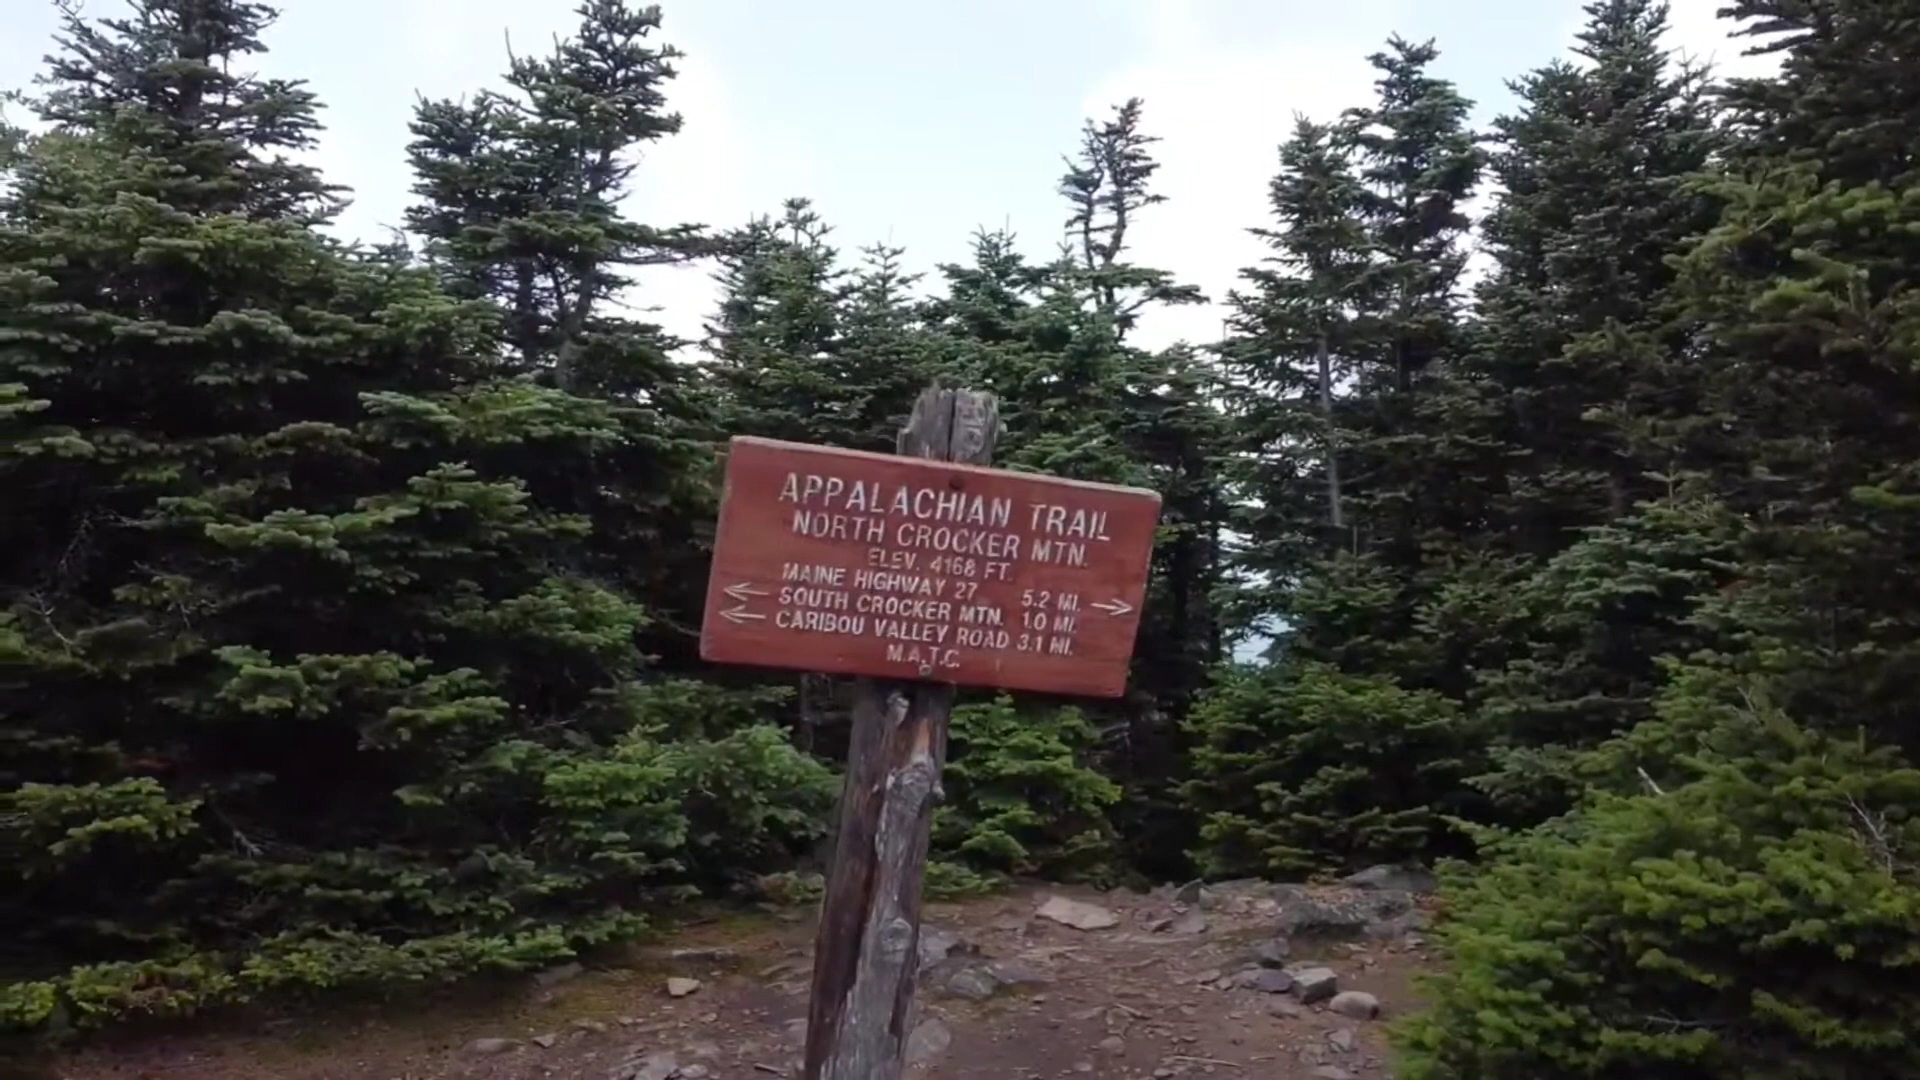 APPALACHIAN TRAIL
NORTH CROCKER MTN.
ELEV. 4168 FT.
MAINE HIGHWAY 27 5.2 MI. →
← SOUTH CROCKER MTN. 1.0 MI.
← CARIBOU VALLEY ROAD 3.1 MI.
M.A.T.C.